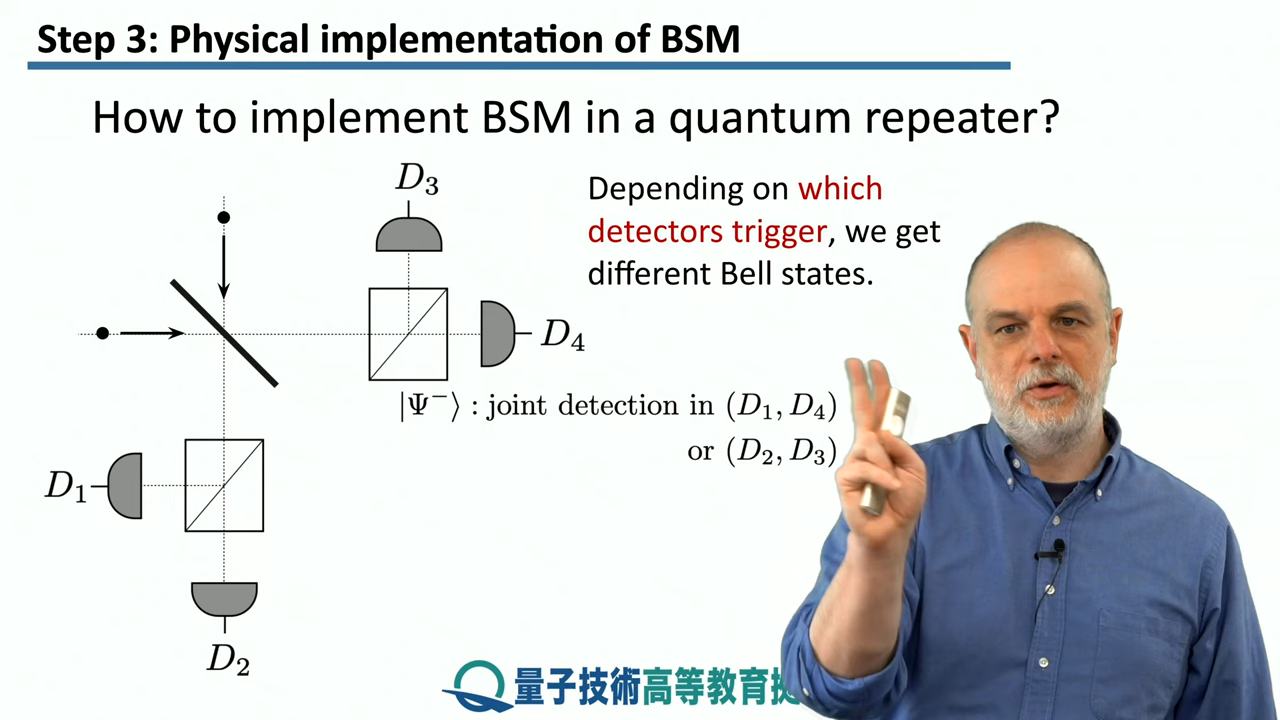 Step 3: Physical implementation of BSM
How to implement BSM in a quantum repeater?
D₃
Depending on which
detectors trigger, we get
different Bell states.
D₄
|Ψ⁻⟩ : joint detection in (D₁, D₄)
or (D₂, D₃)
D₁
D₂
量子技術高等教育